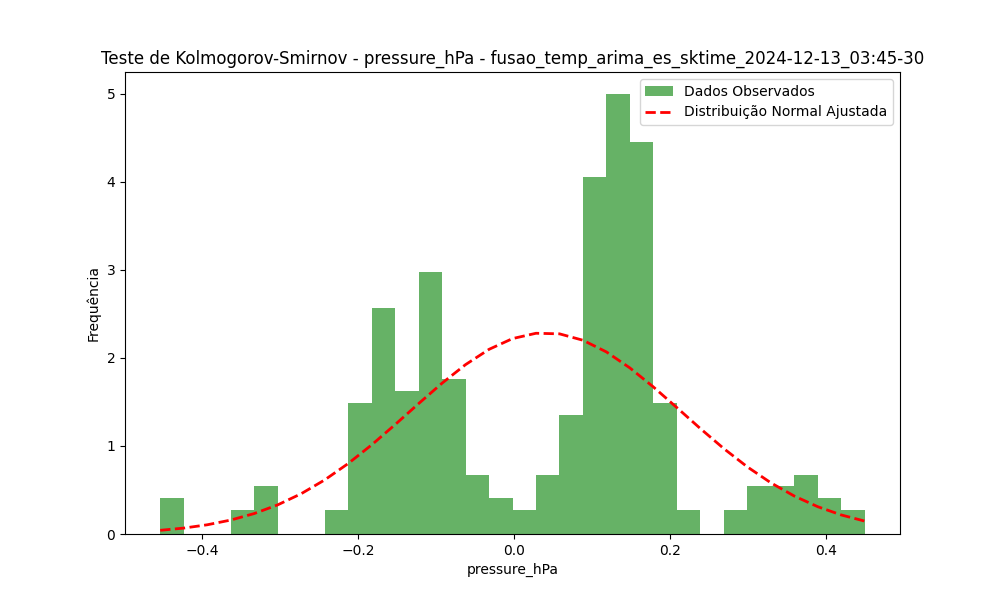 Teste de Kolmogorov-Smirnov - pressure_hPa - fusao_temp_arima_es_sktime_2024-12-13_03:45-30
Dados Observados
Distribuição Normal Ajustada
5
4
3
2
1
0
Frequência
−0.4
−0.2
0.0
0.2
0.4
pressure_hPa